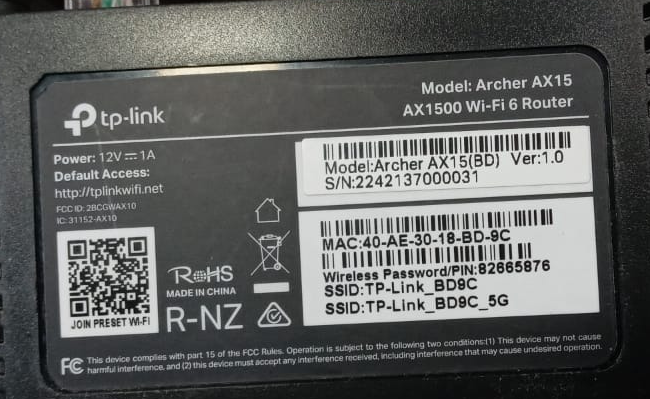 tp-link
Model: Archer AX15
AX1500 Wi-Fi 6 Router
Power: 12V⎓1A
Default Access:
http://tplinkwifi.net
FCC ID: 2BCGWAX10
IC: 31152-AX10
JOIN PRESET WI-FI
RoHS
MADE IN CHINA
R-NZ
Model:Archer AX15(BD) Ver:1.0
S/N:2242137000031
MAC:40-AE-30-18-BD-9C
Wireless Password/PIN:82665876
SSID:TP-Link_BD9C
SSID:TP-Link_BD9C_5G
FC This device complies with part 15 of the FCC Rules. Operation is subject to the following two conditions:(1) This device may not cause
harmful interference, and (2) this device must accept any interference received, including interference that may cause undesired operation.